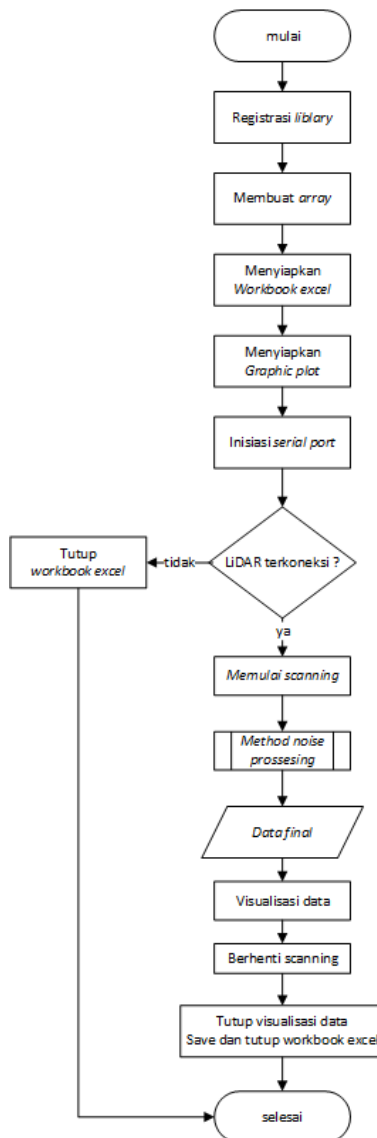 mulai
Registrasi liblary
Membuat array
Menyiapkan
Workbook excel
Menyiapkan
Graphic plot
Inisiasi serial port
LiDAR terkoneksi ?
tidak
Tutup
workbook excel
ya
Memulai scanning
Method noise
prossesing
Data final
Visualisasi data
Berhenti scanning
Tutup visualisasi data
Save dan tutup workbook excel
selesai